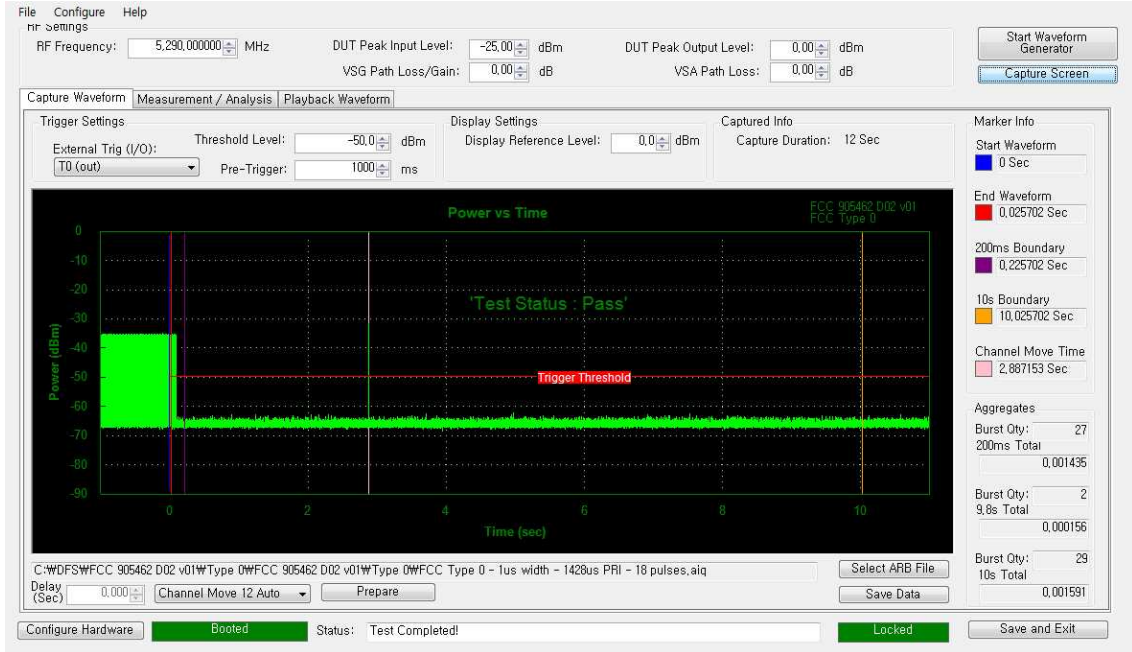 File Configure Help
RF Settings
RF Frequency: 5,290,000000 MHz DUT Peak Input Level: -25,00 dBm DUT Peak Output Level: 0,00 dBm Start Waveform Generator
VSG Path Loss/Gain: 0,00 dB VSA Path Loss: 0,00 dB Capture Screen
Capture Waveform Measurement / Analysis Playback Waveform
Trigger Settings Display Settings Captured Info Marker Info
External Trig (I/O): Threshold Level: -50,0 dBm Display Reference Level: 0,0 dBm Capture Duration: 12 Sec Start Waveform
T0 (out) Pre-Trigger: 1000 ms 0 Sec
End Waveform
0,025702 Sec
200ms Boundary
0,225702 Sec
10s Boundary
10,025702 Sec
Channel Move Time
2,887153 Sec
Power vs Time
FCC 905462 D02 v01
FCC Type 0
0
-10
-20
-30
-40
-50
-60
-70
-80
-90
Power (dBm)
'Test Status : Pass'
Trigger Threshold
0 2 4 6 8 10
Time (sec)
Aggregates
Burst Qty: 27
200ms Total
0,001435
Burst Qty: 2
9,8s Total
0,000156
Burst Qty: 29
10s Total
0,001591
C:₩DFS₩FCC 905462 D02 v01₩Type 0₩FCC 905462 D02 v01₩Type 0₩FCC Type 0 - 1us width - 1428us PRI - 18 pulses,aiq Select ARB File
Delay (Sec) 0,000 Channel Move 12 Auto Prepare Save Data
Configure Hardware Booted Status: Test Completed! Locked Save and Exit